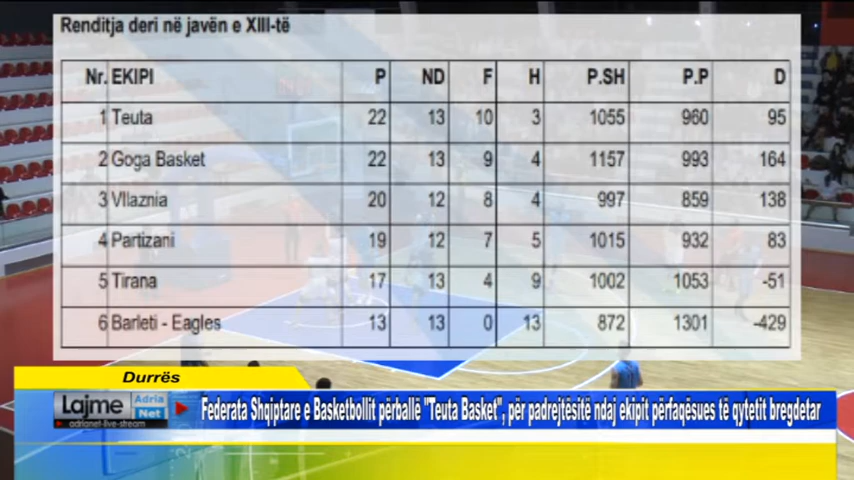 Renditja deri në javën e XIII-të
Nr. EKIPI P ND F H P.SH P.P D
1 Teuta 22 13 10 3 1055 960 95
2 Goga Basket 22 13 9 4 1157 993 164
3 Vllaznia 20 12 8 4 997 859 138
4 Partizani 19 12 7 5 1015 932 83
5 Tirana 17 13 4 9 1002 1053 -51
6 Barleti - Eagles 13 13 0 13 872 1301 -429
Durrës
Lajme Adria Net
adrianet-live-stream
Federata Shqiptare e Basketbollit përballë "Teuta Basket", për padrejtësitë ndaj ekipit përfaqësues të qytetit bregdetar